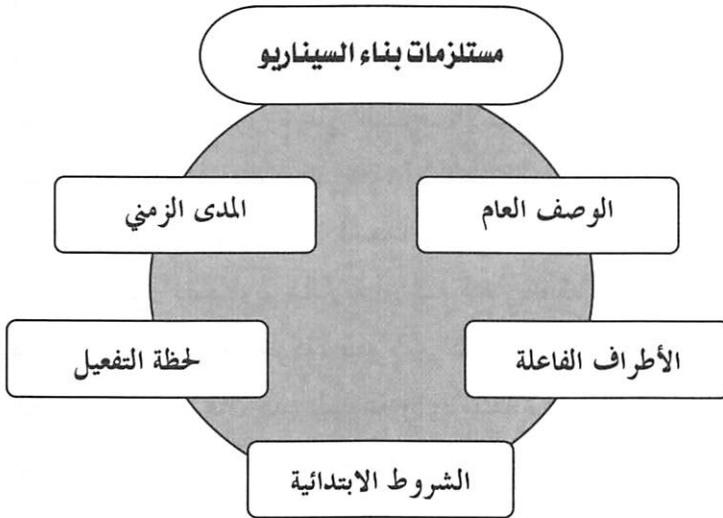 مستلزمات بناء السيناريو
الوصف العام
المدى الزمني
الأطراف الفاعلة
لحظة التفعيل
الشروط الابتدائية